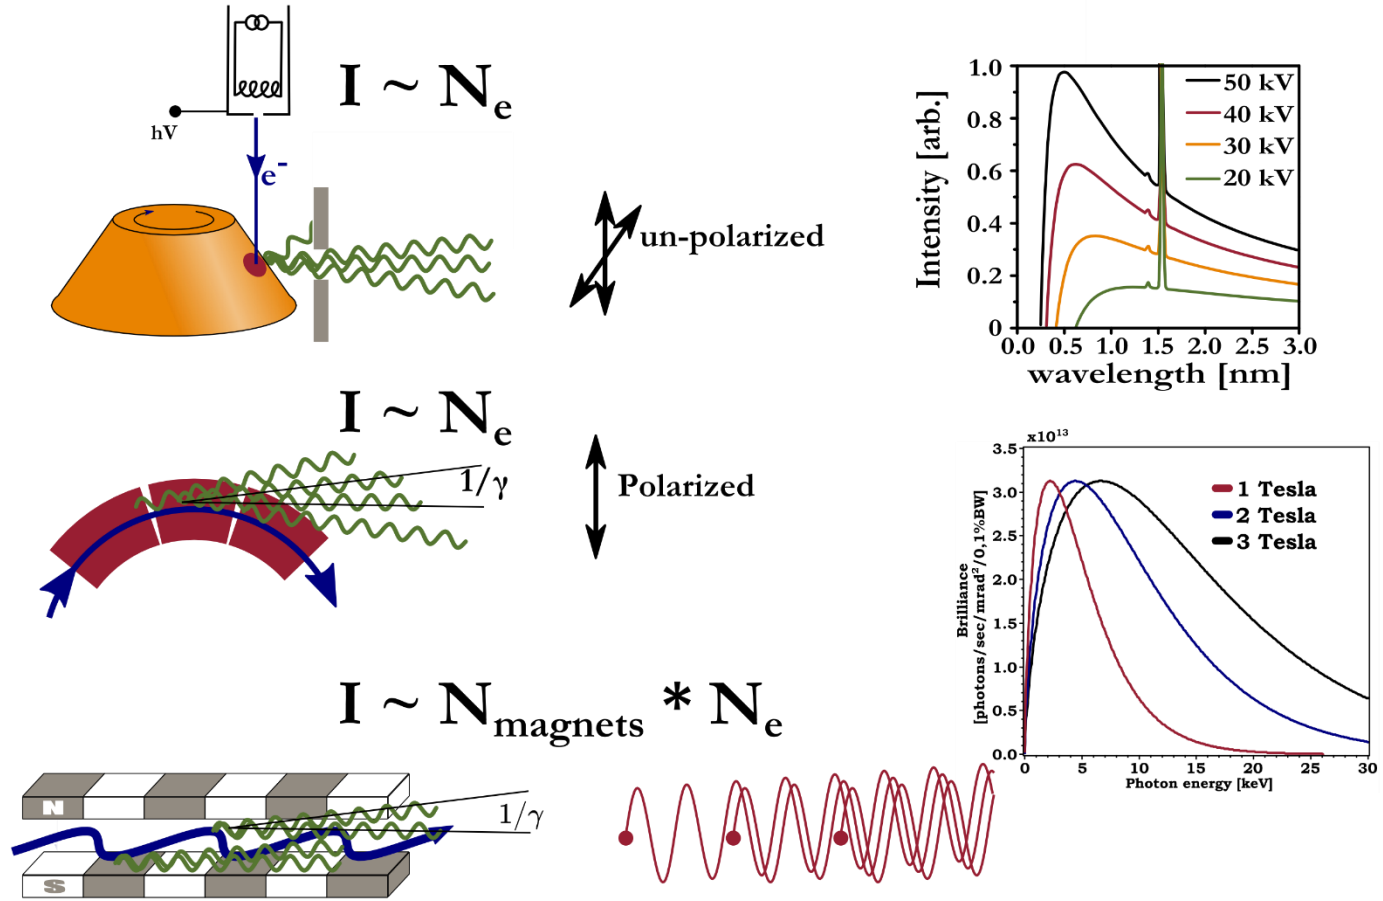 I ~ Ne
hV
e-
un-polarized
Intensity [arb.]
1.0
0.8
0.6
0.4
0.2
0
50 kV
40 kV
30 kV
20 kV
0.0 0.5 1.0 1.5 2.0 2.5 3.0
wavelength [nm]
I ~ Ne
1/γ
Polarized
x10¹³
Brilliance
[photons/sec/mrad²/0,1%BW]
3.5
3.0
2.5
2.0
1.5
1.0
0.5
0.0
1 Tesla
2 Tesla
3 Tesla
0 5 10 15 20 25 30
Photon energy [keV]
I ~ Nmagnets * Ne
N
1/γ
S